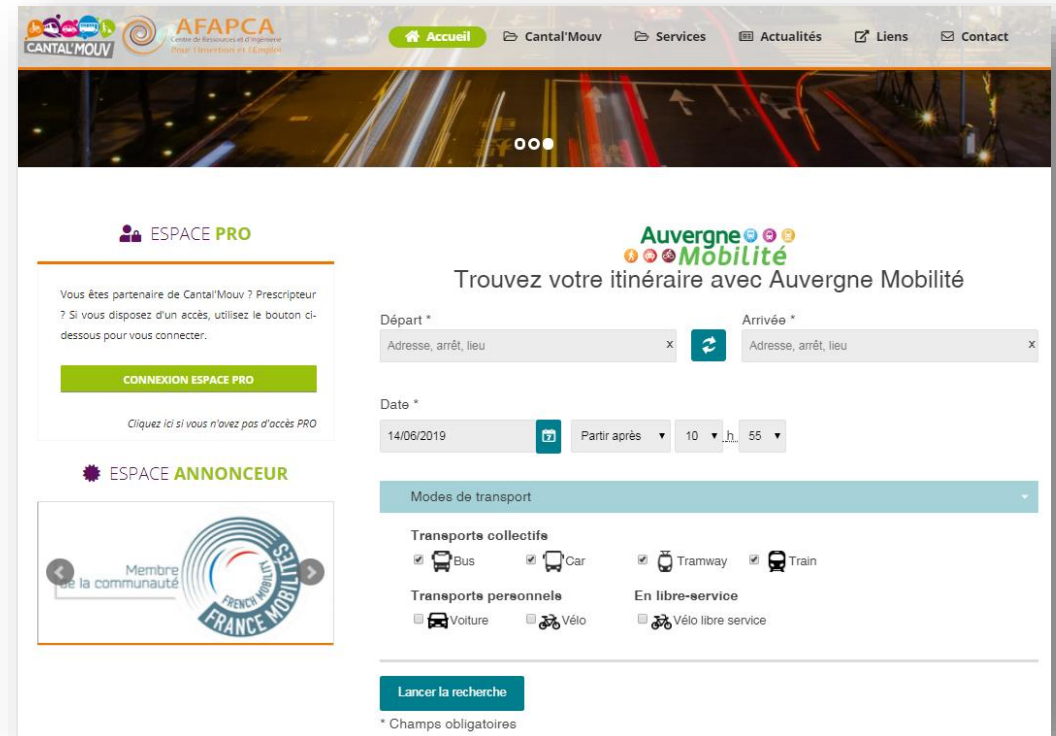 CANTAL'MOUV
AFAPCA
Centre de Ressources et d'Ingénierie
Pour l'Insertion et l'Emploi
Accueil
Cantal'Mouv
Services
Actualités
Liens
Contact
ESPACE PRO
Vous êtes partenaire de Cantal'Mouv ? Prescripteur
? Si vous disposez d'un accès, utilisez le bouton ci-
dessous pour vous connecter.
CONNEXION ESPACE PRO
Cliquez ici si vous n'avez pas d'accès PRO
ESPACE ANNONCEUR
Membre
de la communauté
FRENCH MOBILITY
FRANCE MOBILITÉS
Auvergne
Mobilité
Trouvez votre itinéraire avec Auvergne Mobilité
Départ *
Arrivée *
Adresse, arrêt, lieu x
Adresse, arrêt, lieu x
Date *
14/06/2019 7 Partir après 10 h 55
Modes de transport
Transports collectifs
Bus Car Tramway Train
Transports personnels En libre-service
Voiture Vélo Vélo libre service
Lancer la recherche
* Champs obligatoires